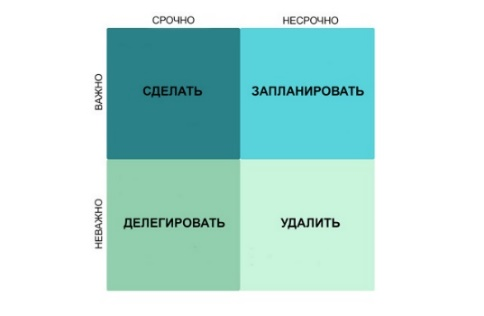 СРОЧНО НЕСРОЧНО
ВАЖНО
СДЕЛАТЬ ЗАПЛАНИРОВАТЬ
НЕВАЖНО
ДЕЛЕГИРОВАТЬ УДАЛИТЬ